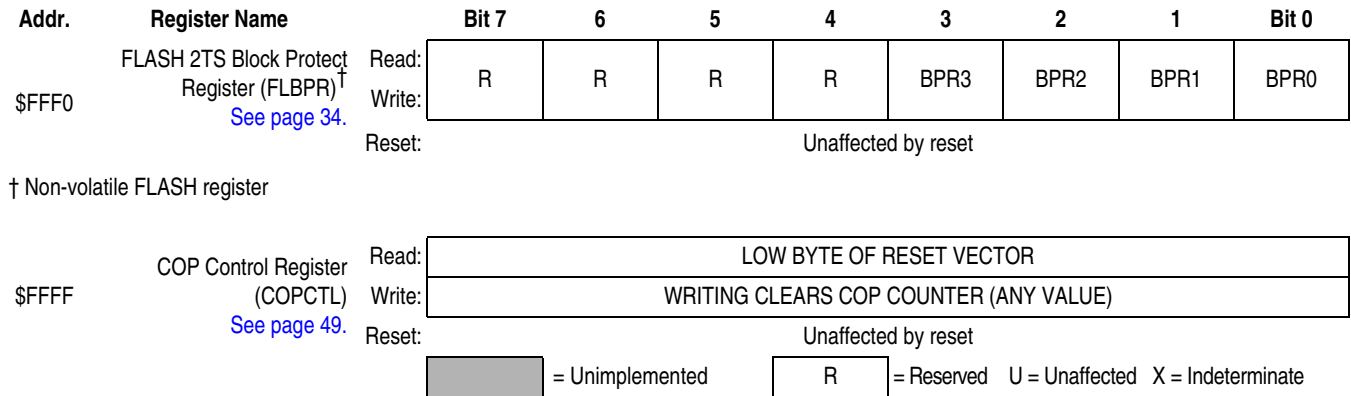 Addr. Register Name Bit 7 6 5 4 3 2 1 Bit 0
$FFF0 FLASH 2TS Block Protect Read: R R R R BPR3 BPR2 BPR1 BPR0
Register (FLBPR)† Write:
See page 34.
Reset: Unaffected by reset
† Non-volatile FLASH register
$FFFF COP Control Register Read: LOW BYTE OF RESET VECTOR
(COPCTL) Write: WRITING CLEARS COP COUNTER (ANY VALUE)
See page 49. Reset: Unaffected by reset
= Unimplemented R = Reserved U = Unaffected X = Indeterminate